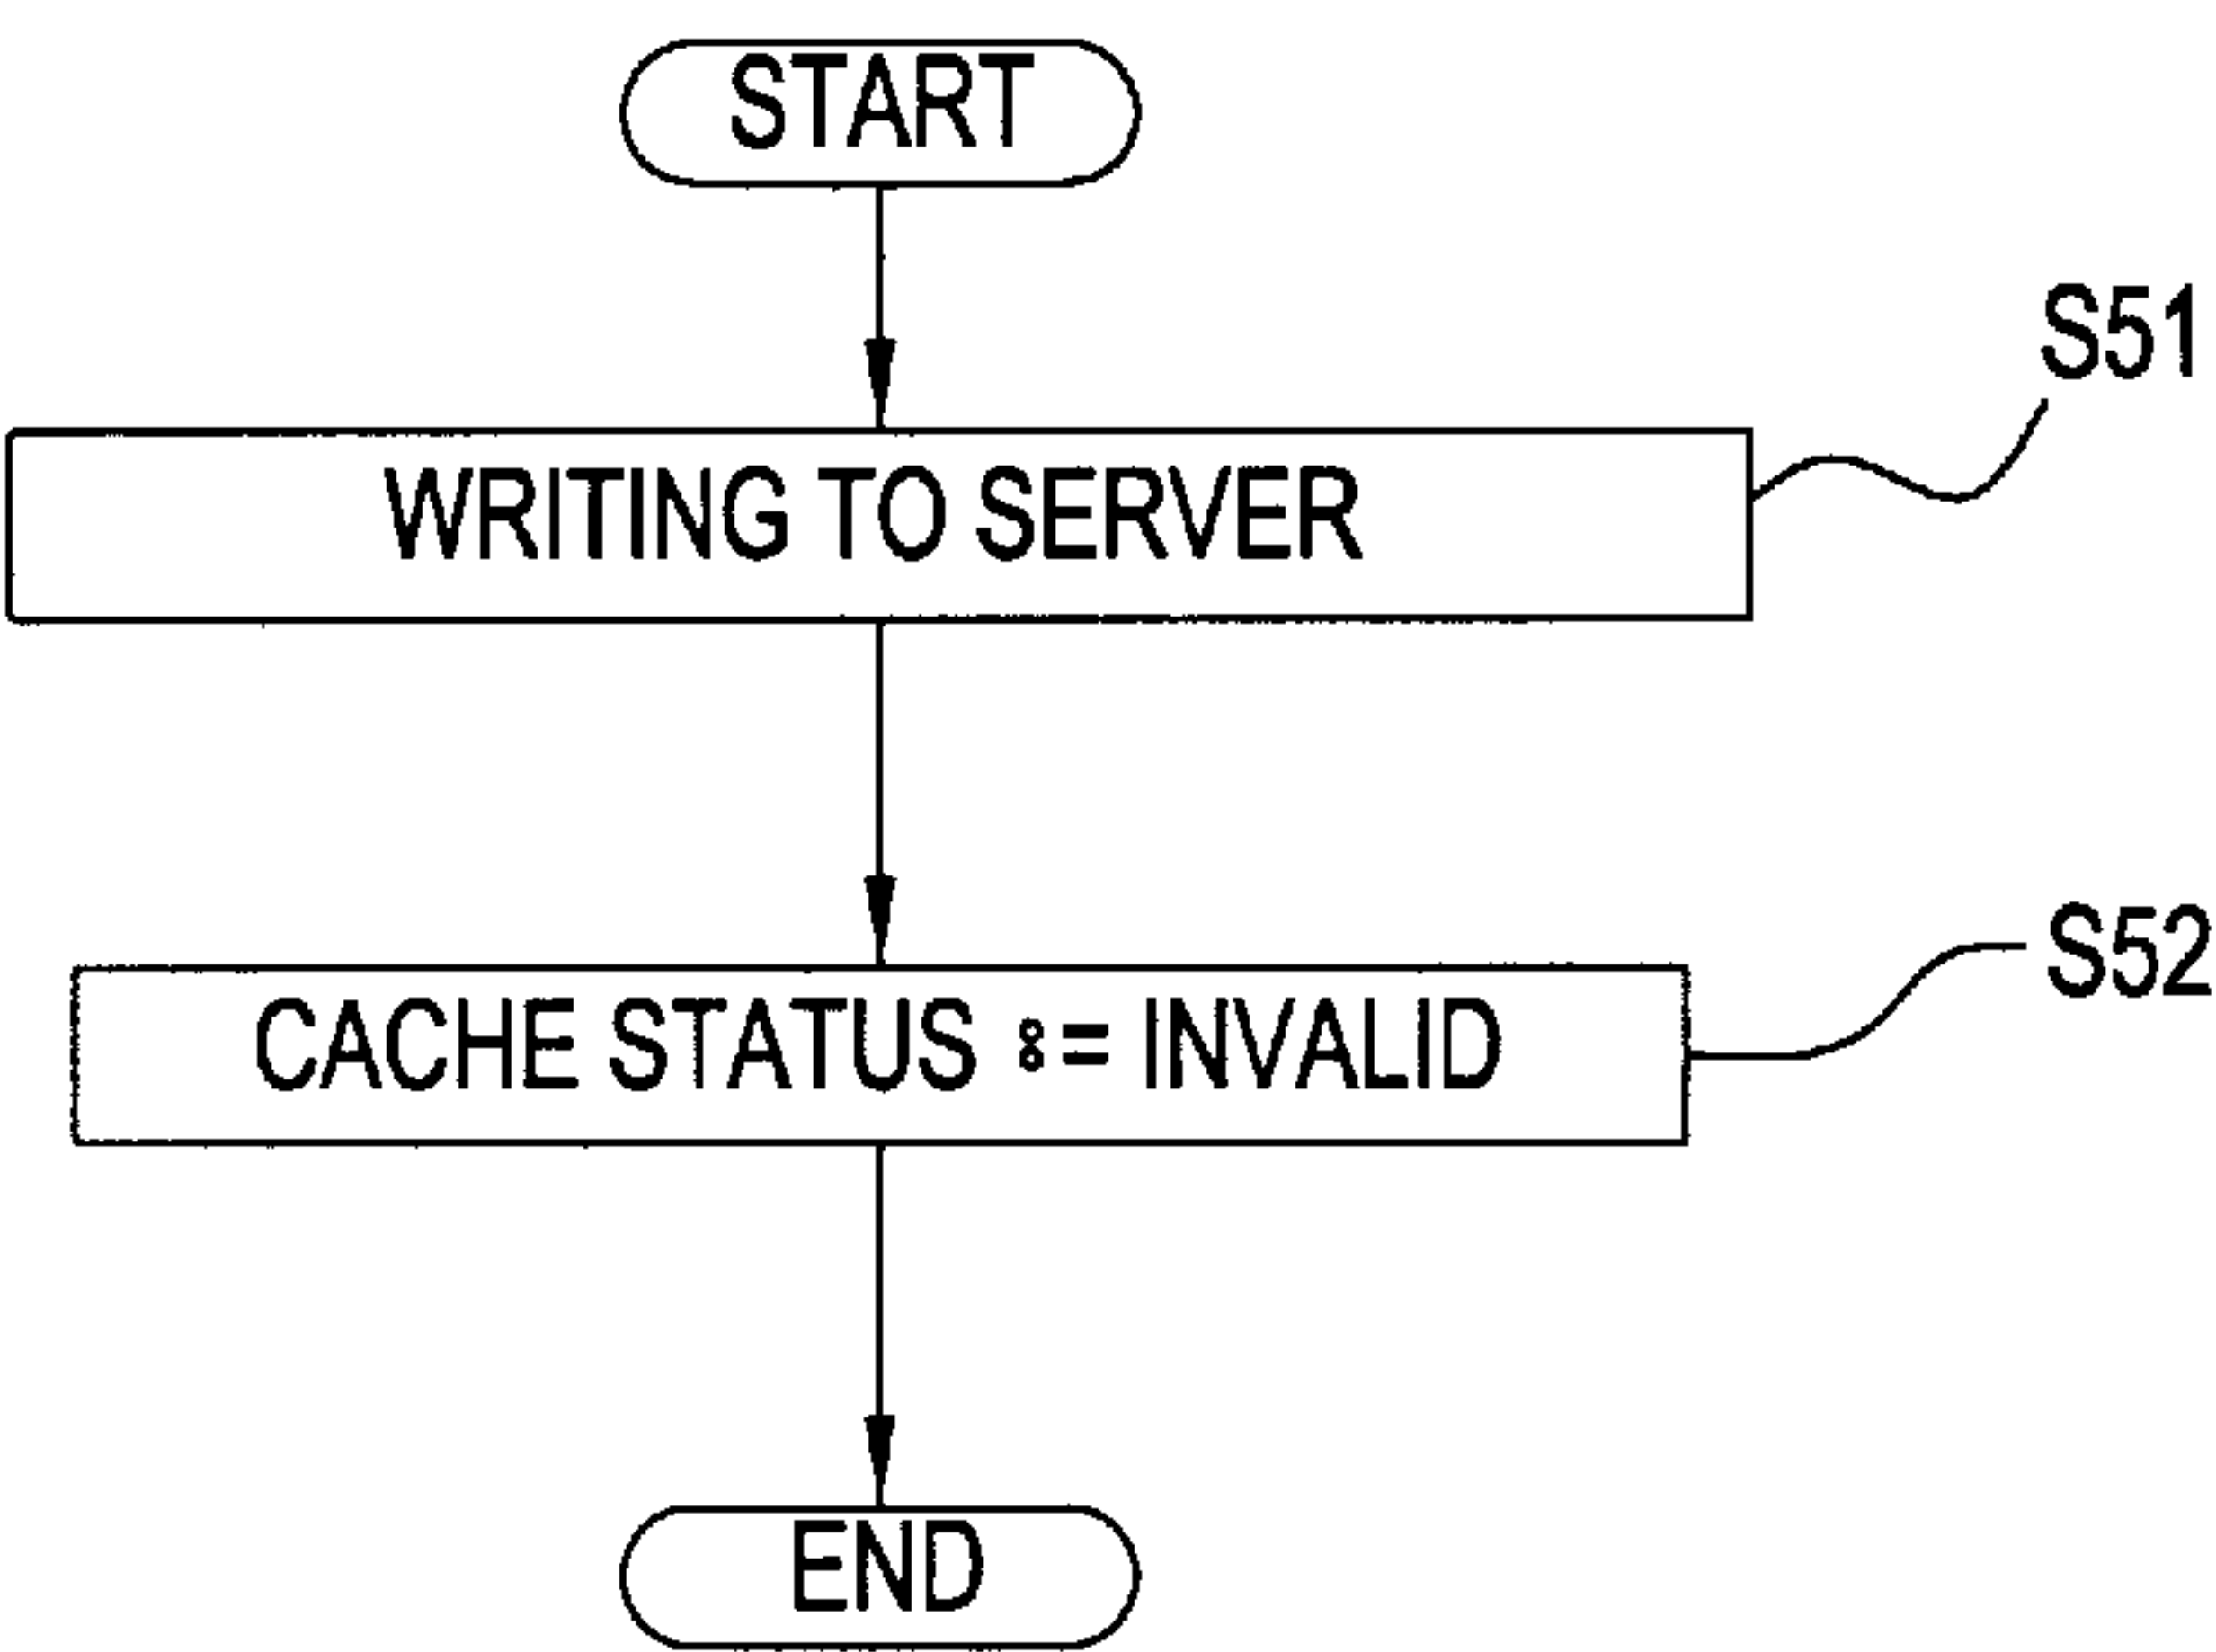 START
S51
WRITING TO SERVER
S52
CACHE STATUS := INVALID
END